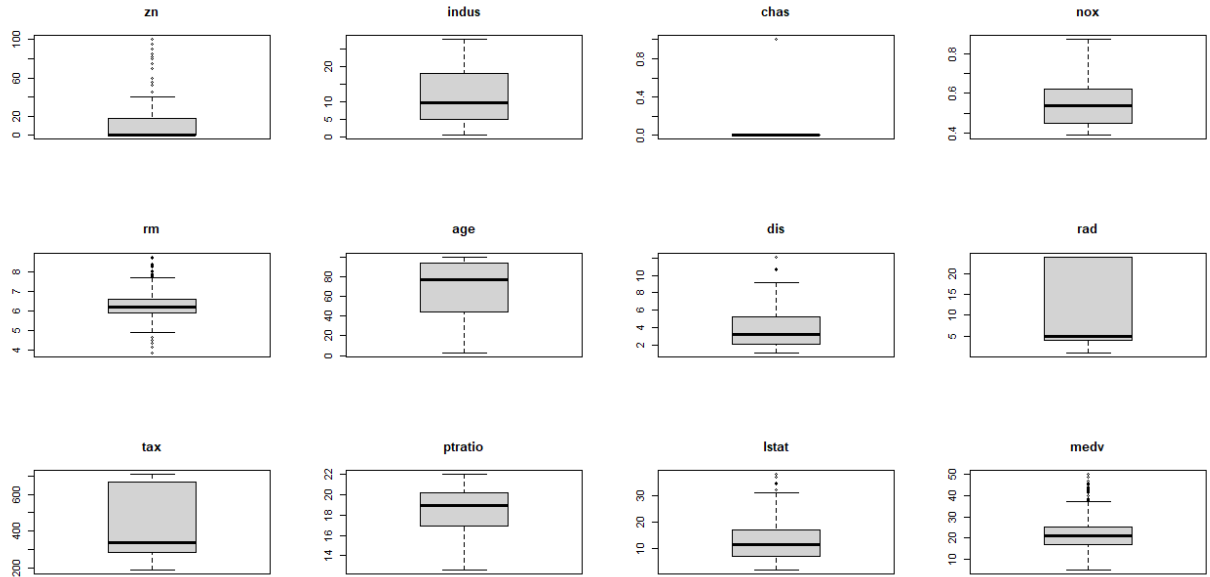 zn
indus
chas
nox
0 20 60 100
0 5 10 20
0.0 0.4 0.8
0.4 0.6 0.8
rm
age
dis
rad
4 5 6 7 8
0 20 40 60 80
2 4 6 8 10
5 10 15 20
tax
ptratio
lstat
medv
200 400 600
14 16 18 20 22
10 20 30
10 20 30 40 50